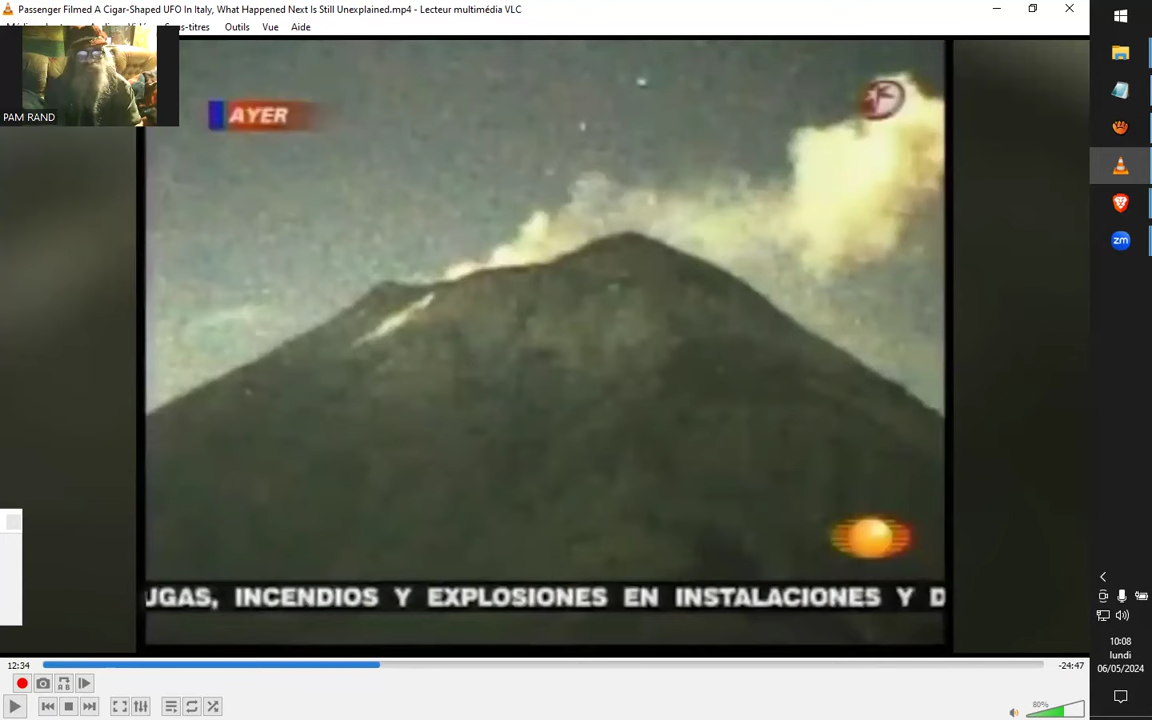 Passenger Filmed A Cigar-Shaped UFO In Italy, What Happened Next Is Still Unexplained.mp4 - Lecteur multimédia VLC
Outils Vue Aide
PAM RAND
AYER
zm
UGAS, INCENDIOS Y EXPLOSIONES EN INSTALACIONES Y D
12:34
-24:47
80%
10:08
lundi
06/05/2024